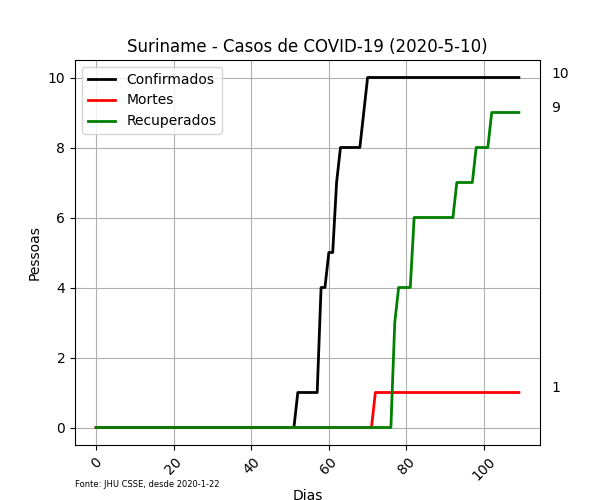 Suriname - Casos de COVID-19 (2020-5-10)
Confirmados
Mortes
Recuperados
10
9
1
Pessoas
10
8
6
4
2
0
0
20
40
60
80
100
Fonte: JHU CSSE, desde 2020-1-22
Dias